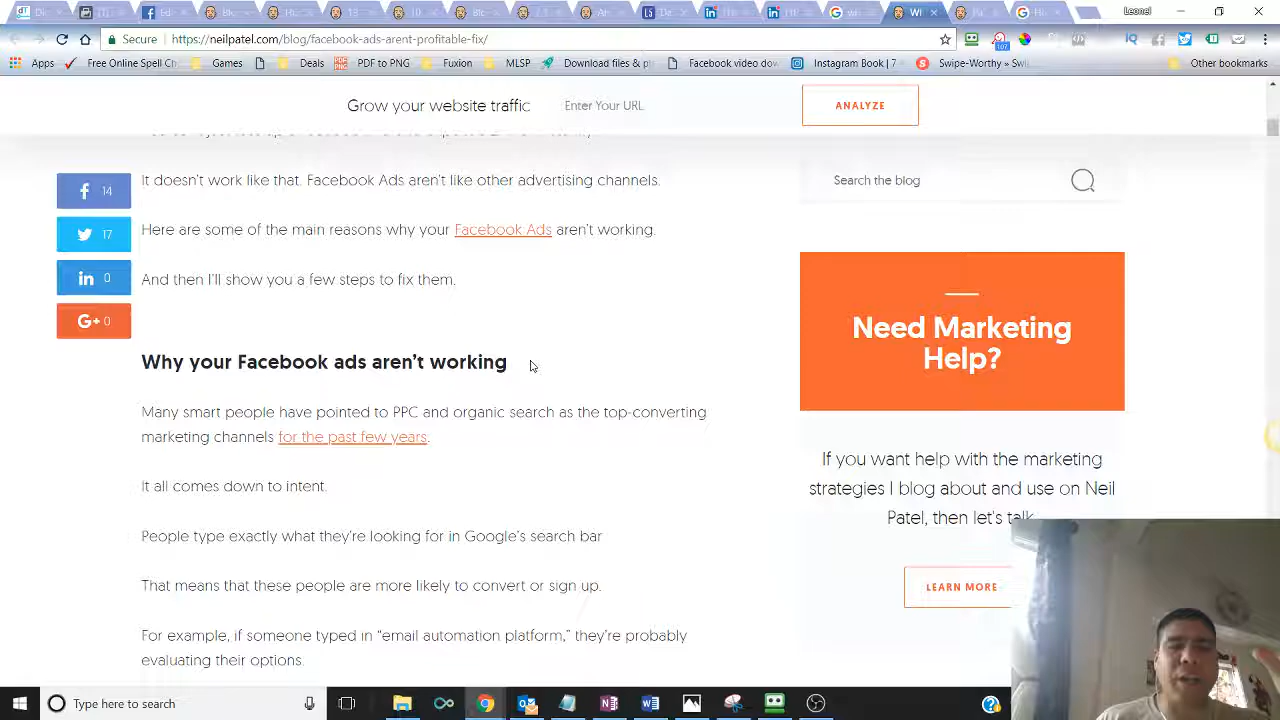 Leonel
Secure
https://neilpatel.com/blog/facebook-ads-arent-profitable-fix/
107
Apps
Free Online Spell Ch
Games
Deals
PDF to PNG
Fuxion
MLSP
Download files & p
Facebook video dow
Instagram Book | 7
Swipe-Worthy » Swi
Other bookmarks
Grow your website traffic
Enter Your URL
ANALYZE
14
17
0
G+ 0
It doesn't work like that. Facebook Ads aren't like other advertising channels.
Here are some of the main reasons why your Facebook Ads aren't working.
And then I'll show you a few steps to fix them.
Why your Facebook ads aren't working
Many smart people have pointed to PPC and organic search as the top-converting
marketing channels for the past few years.
It all comes down to intent.
People type exactly what they're looking for in Google's search bar
That means that these people are more likely to convert or sign up.
For example, if someone typed in “email automation platform,” they're probably
evaluating their options.
Search the blog
Need Marketing
Help?
If you want help with the marketing
strategies I blog about and use on Neil
Patel, then let's talk
LEARN MORE
Type here to search